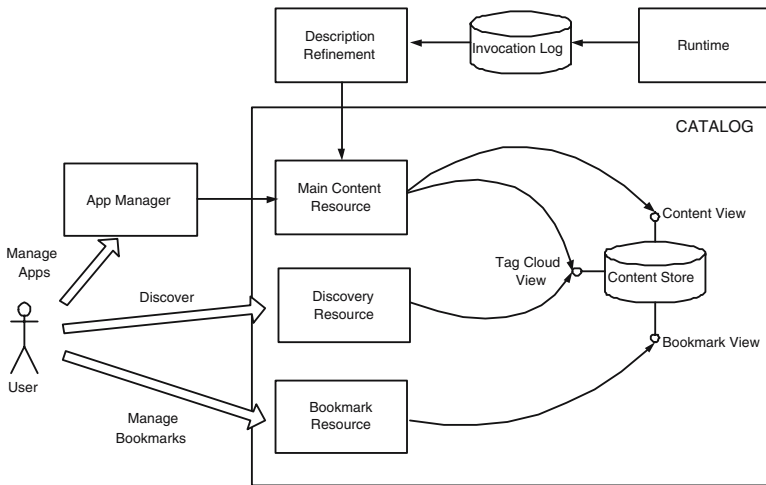 Description
Refinement
Invocation Log
Runtime
CATALOG
App Manager
Main Content
Resource
Content View
Manage
Apps
Tag Cloud
View
Content Store
Discover
Discovery
Resource
Bookmark View
User
Manage
Bookmarks
Bookmark
Resource